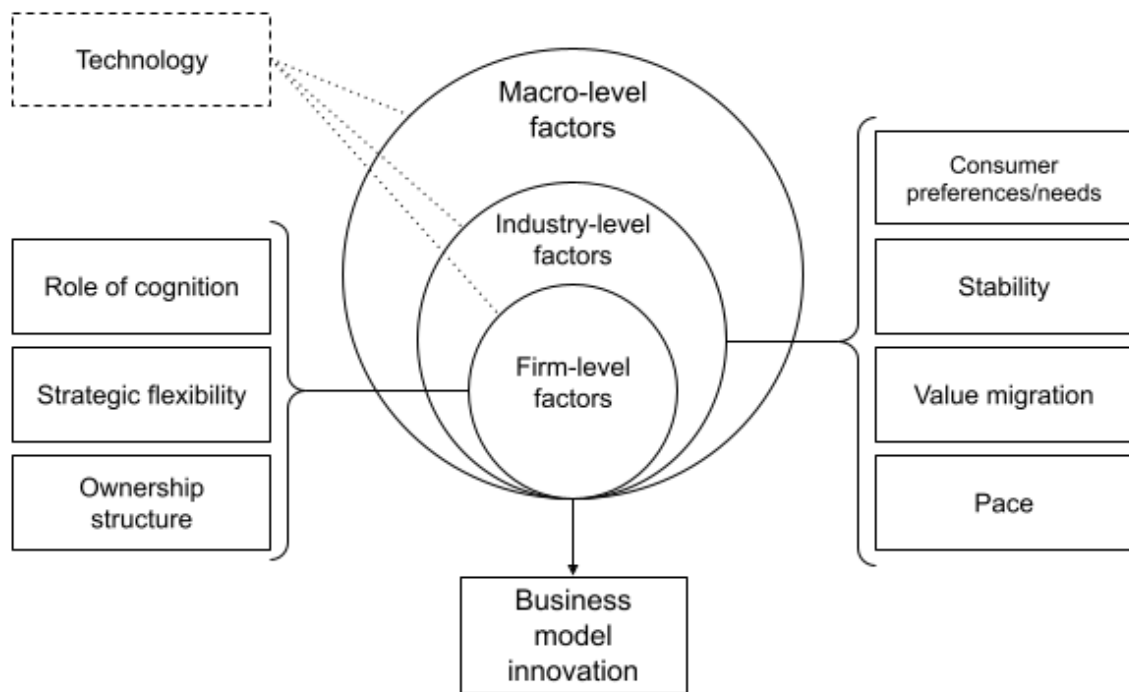 Technology
Macro-level
factors
Industry-level
factors
Firm-level
factors
Role of cognition
Strategic flexibility
Ownership
structure
Consumer
preferences/needs
Stability
Value migration
Pace
Business
model
innovation